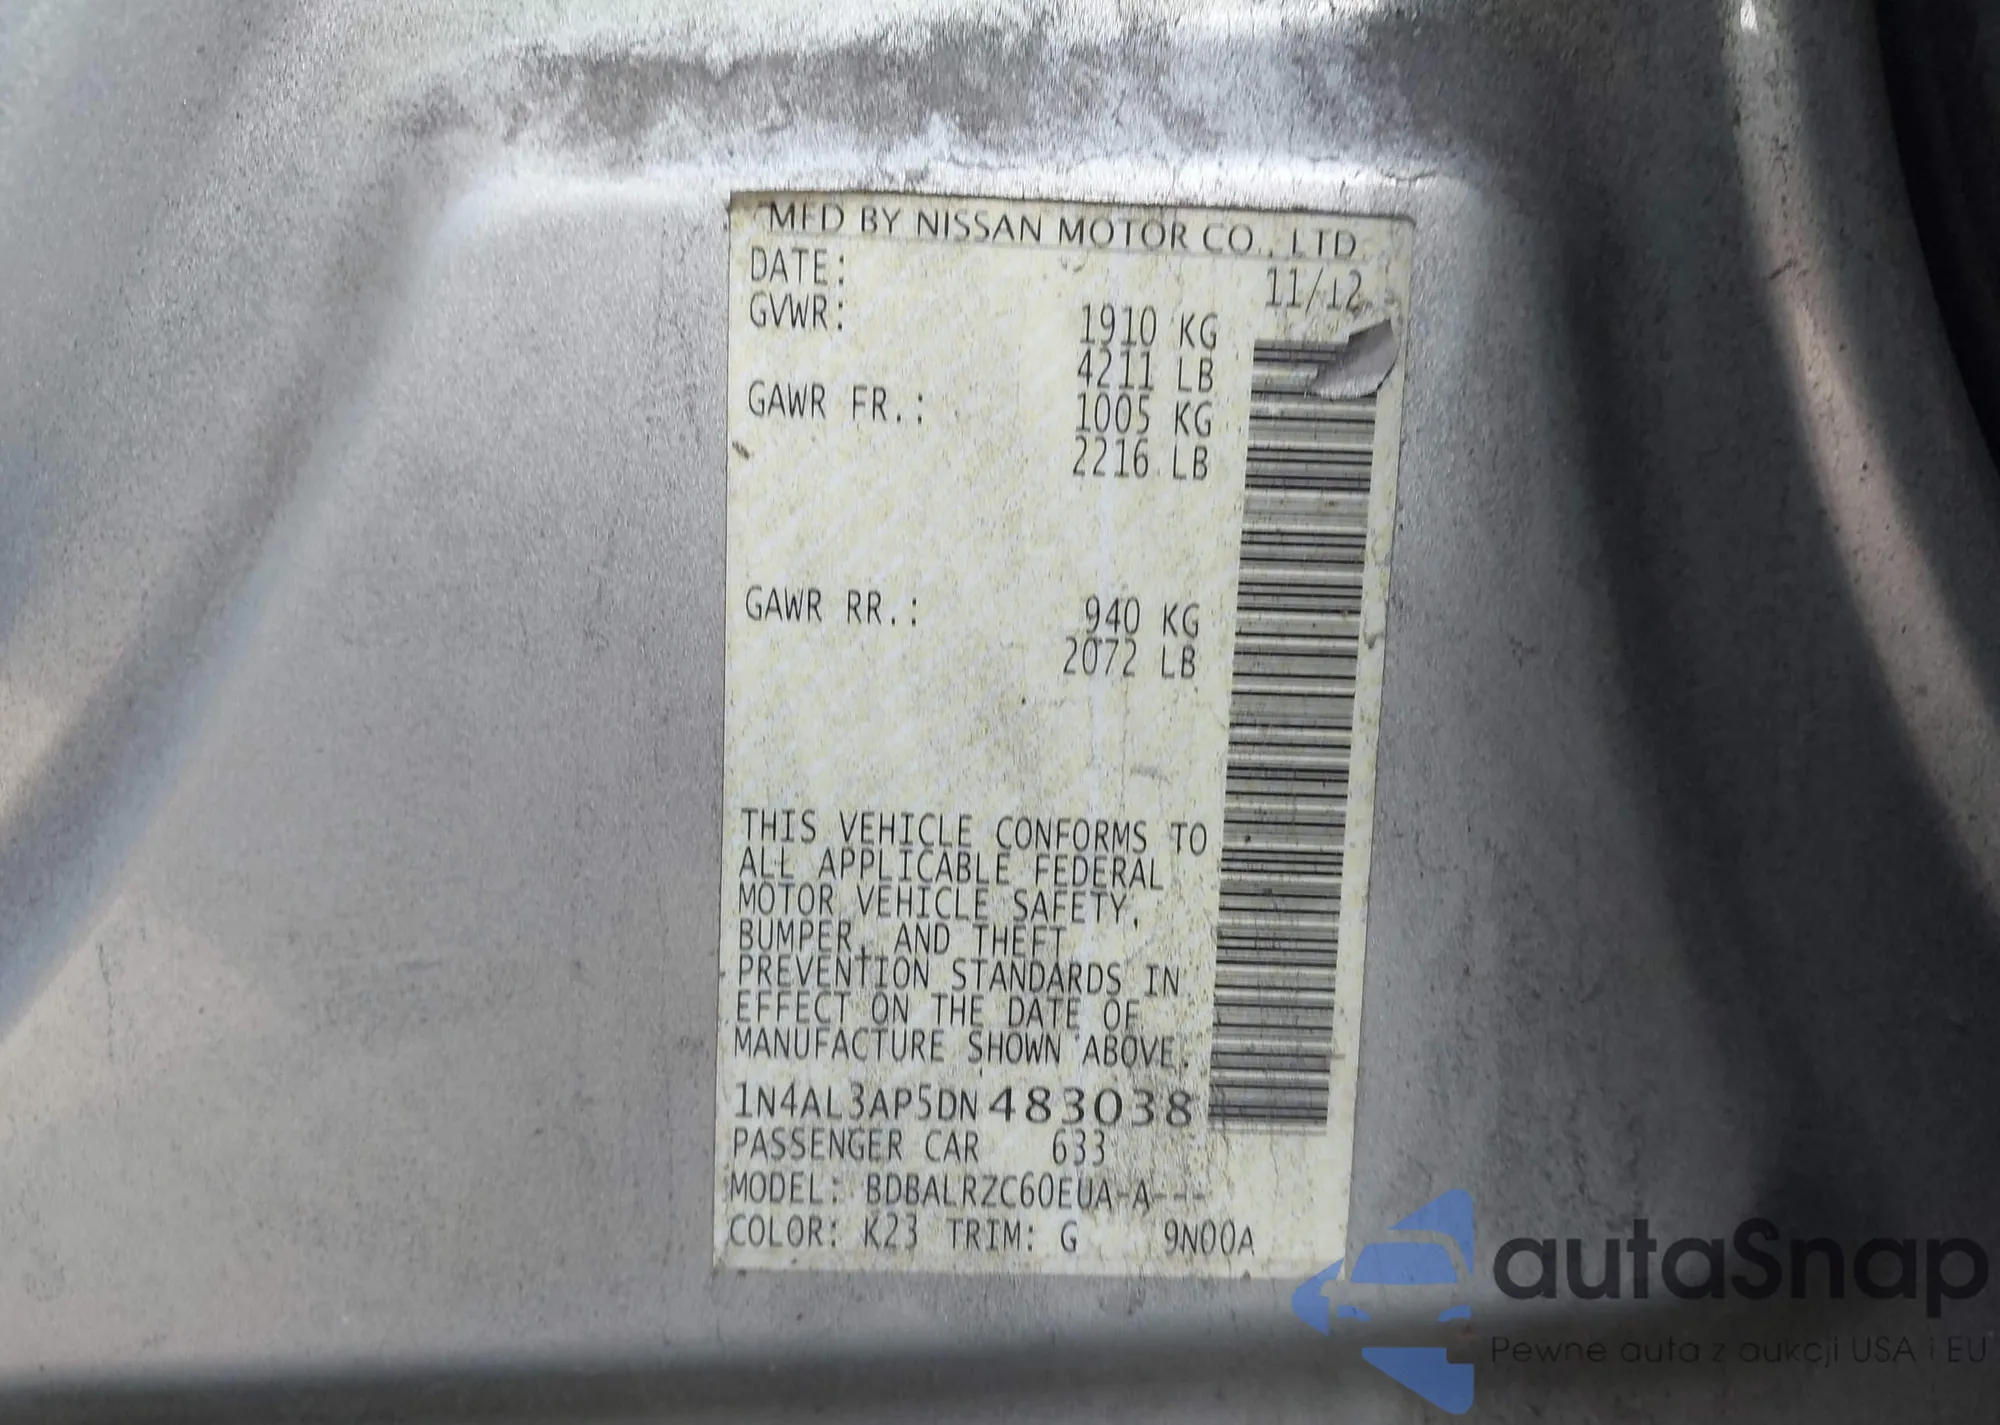 MFD BY NISSAN MOTOR CO., LTD.
DATE: 11/12
GVWR: 1910 KG
4211 LB
GAWR FR.: 1005 KG
2216 LB
GAWR RR.: 940 KG
2072 LB
THIS VEHICLE CONFORMS TO
ALL APPLICABLE FEDERAL
MOTOR VEHICLE SAFETY,
BUMPER, AND THEFT
PREVENTION STANDARDS IN
EFFECT ON THE DATE OF
MANUFACTURE SHOWN ABOVE.
1N4AL3AP5DN483038
PASSENGER CAR 633
MODEL: BDBALRZC60EUA-A---
COLOR: K23 TRIM: G 9N00A
autaSnap
Pewne auta z aukcji USA i EU